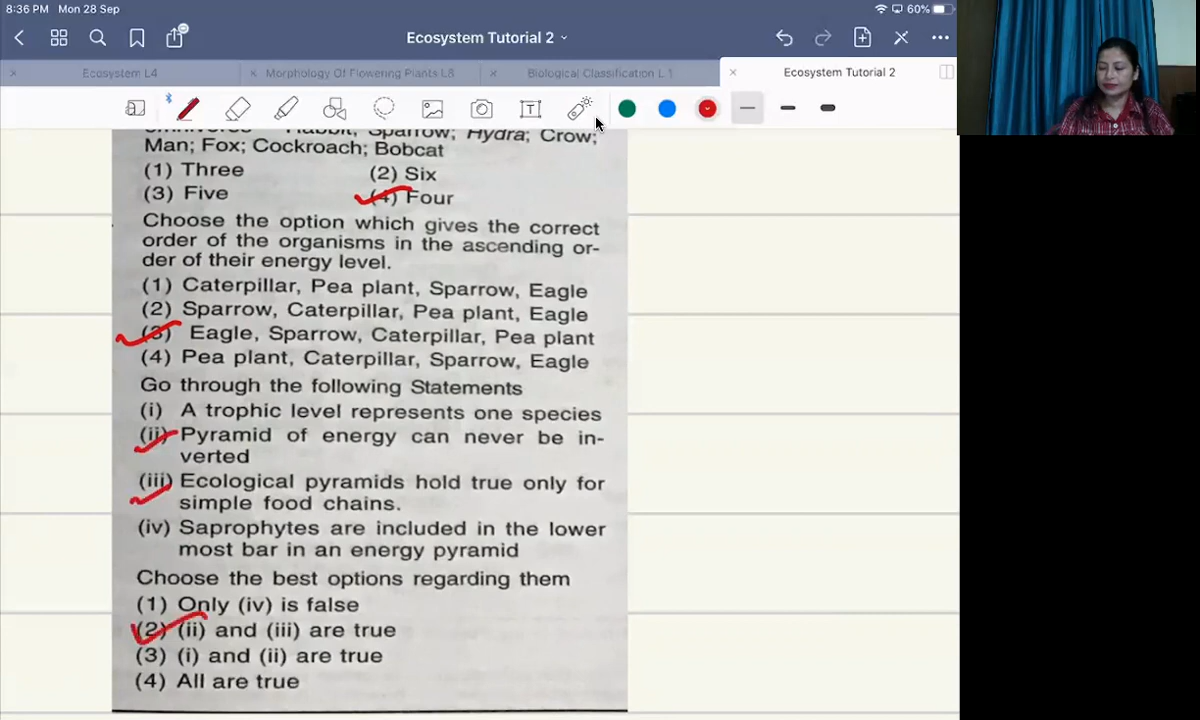 8:36 PM Mon 28 Sep
60%
Ecosystem Tutorial 2
Ecosystem L4
Morphology Of Flowering Plants L8
Biological Classification L 1
Ecosystem Tutorial 2
Rabbit; Sparrow; Hydra; Crow;
Man; Fox; Cockroach; Bobcat
(1) Three (2) Six
(3) Five (4) Four
Choose the option which gives the correct
order of the organisms in the ascending or-
der of their energy level.
(1) Caterpillar, Pea plant, Sparrow, Eagle
(2) Sparrow, Caterpillar, Pea plant, Eagle
(3) Eagle, Sparrow, Caterpillar, Pea plant
(4) Pea plant, Caterpillar, Sparrow, Eagle
Go through the following Statements
(i) A trophic level represents one species
(ii) Pyramid of energy can never be in-
verted
(iii) Ecological pyramids hold true only for
simple food chains.
(iv) Saprophytes are included in the lower
most bar in an energy pyramid
Choose the best options regarding them
(1) Only (iv) is false
(2) (ii) and (iii) are true
(3) (i) and (ii) are true
(4) All are true